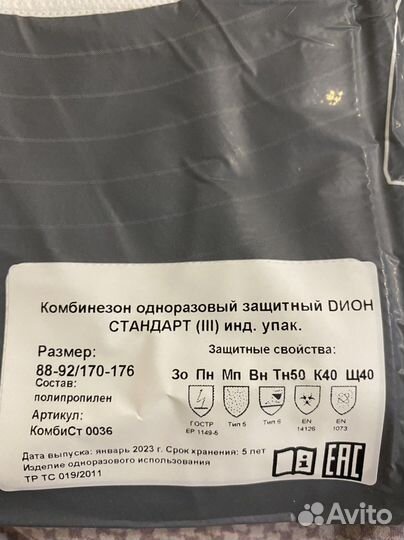 Комбинезон одноразовый защитный DИОН
СТАНДАРТ (III) инд. упак.
Размер:
88-92/170-176
Состав:
полипропилен
Артикул:
КомбиСт 0036
Защитные свойства:
Зо Пн Мп Вн Тн50 К40 Щ40
ГОСТР
ЕР 1149-5
Тип 5
Тип 6
EN
14126
EN
1073
Дата выпуска: январь 2023 г. Срок хранения: 5 лет
Изделие одноразового использования
ТР ТС 019/2011
EAC
Avito